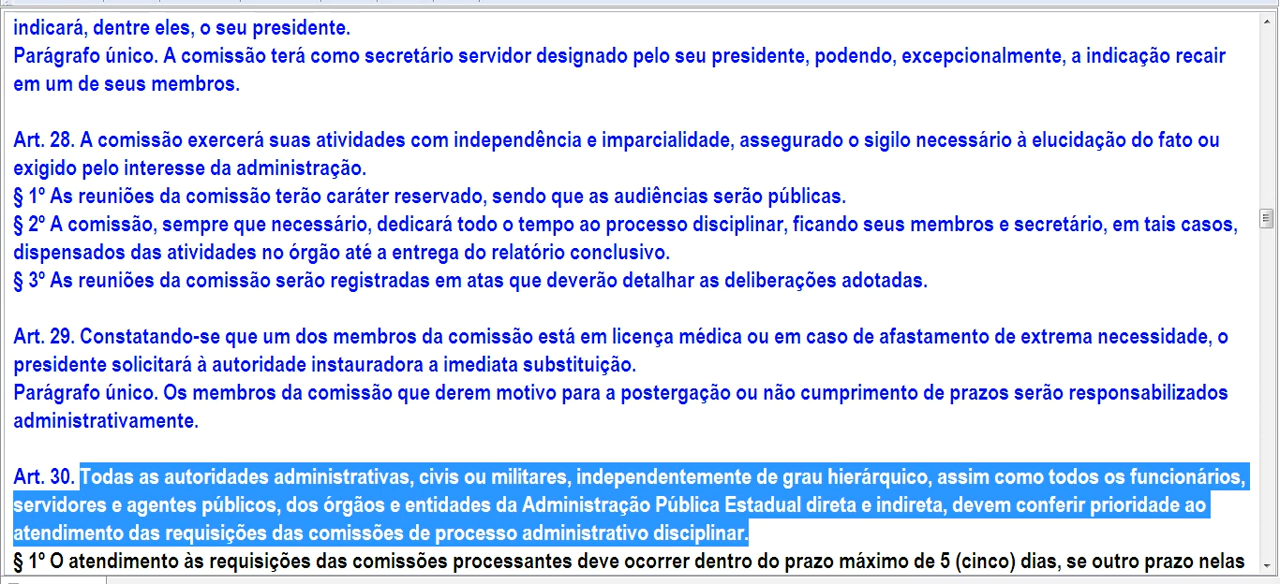 indicará, dentre eles, o seu presidente.
Parágrafo único. A comissão terá como secretário servidor designado pelo seu presidente, podendo, excepcionalmente, a indicação recair
em um de seus membros.
Art. 28. A comissão exercerá suas atividades com independência e imparcialidade, assegurado o sigilo necessário à elucidação do fato ou
exigido pelo interesse da administração.
§ 1º As reuniões da comissão terão caráter reservado, sendo que as audiências serão públicas.
§ 2º A comissão, sempre que necessário, dedicará todo o tempo ao processo disciplinar, ficando seus membros e secretário, em tais casos,
dispensados das atividades no órgão até a entrega do relatório conclusivo.
§ 3º As reuniões da comissão serão registradas em atas que deverão detalhar as deliberações adotadas.
Art. 29. Constatando-se que um dos membros da comissão está em licença médica ou em caso de afastamento de extrema necessidade, o
presidente solicitará à autoridade instauradora a imediata substituição.
Parágrafo único. Os membros da comissão que derem motivo para a postergação ou não cumprimento de prazos serão responsabilizados
administrativamente.
Art. 30. Todas as autoridades administrativas, civis ou militares, independentemente de grau hierárquico, assim como todos os funcionários,
servidores e agentes públicos, dos órgãos e entidades da Administração Pública Estadual direta e indireta, devem conferir prioridade ao
atendimento das requisições das comissões de processo administrativo disciplinar.
§ 1º O atendimento às requisições das comissões processantes deve ocorrer dentro do prazo máximo de 5 (cinco) dias, se outro prazo nelas